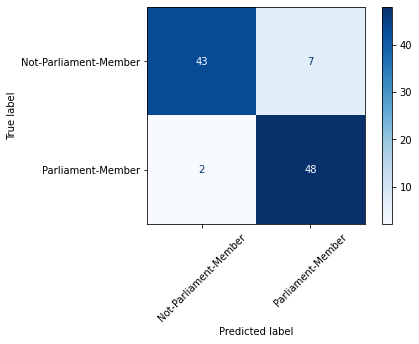 Not-Parliament-Member
43
7
Parliament-Member
2
48
True label
Not-Parliament-Member
Parliament-Member
Predicted label
40
30
20
10